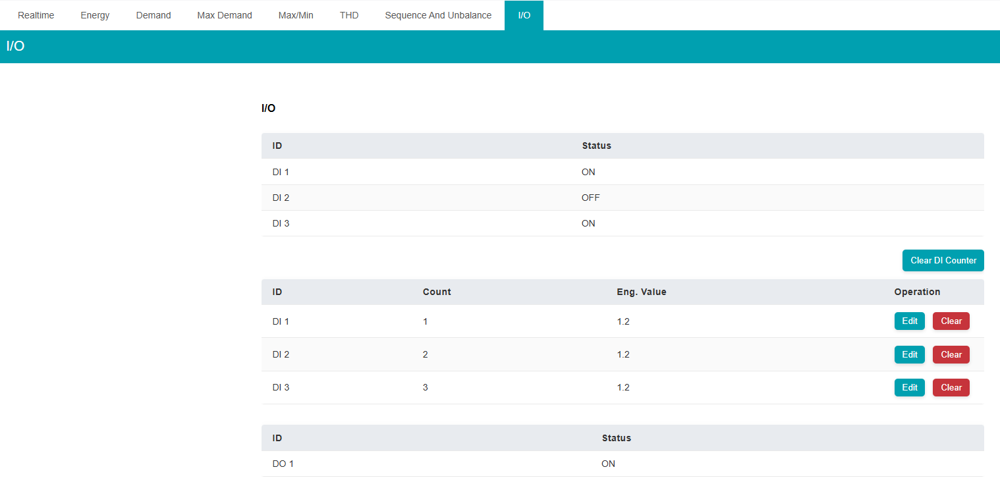 Realtime Energy Demand Max Demand Max/Min THD Sequence And Unbalance I/O
I/O
I/O
ID Status
DI 1 ON
DI 2 OFF
DI 3 ON
Clear DI Counter
ID Count Eng. Value Operation
DI 1 1 1.2 Edit Clear
DI 2 2 1.2 Edit Clear
DI 3 3 1.2 Edit Clear
ID Status
DO 1 ON